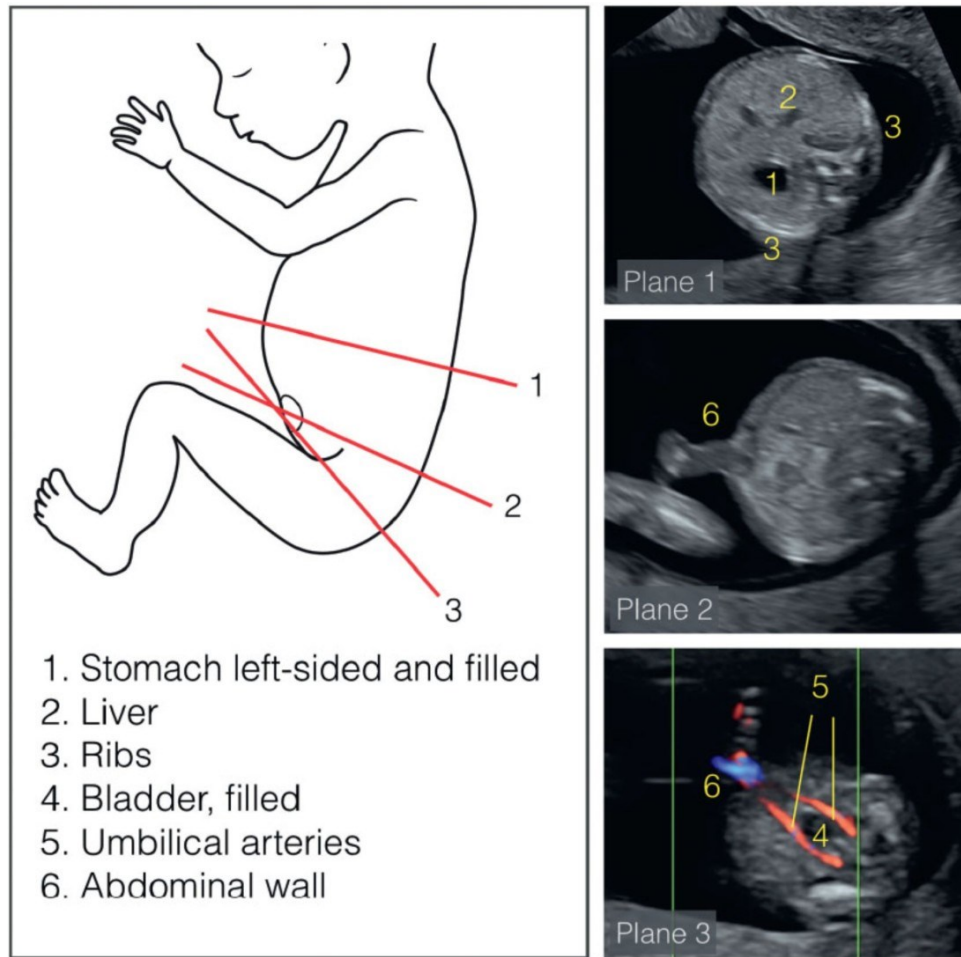 1
2
3
1. Stomach left-sided and filled
2. Liver
3. Ribs
4. Bladder, filled
5. Umbilical arteries
6. Abdominal wall
2
3
1
3
Plane 1
6
Plane 2
5
6
4
Plane 3